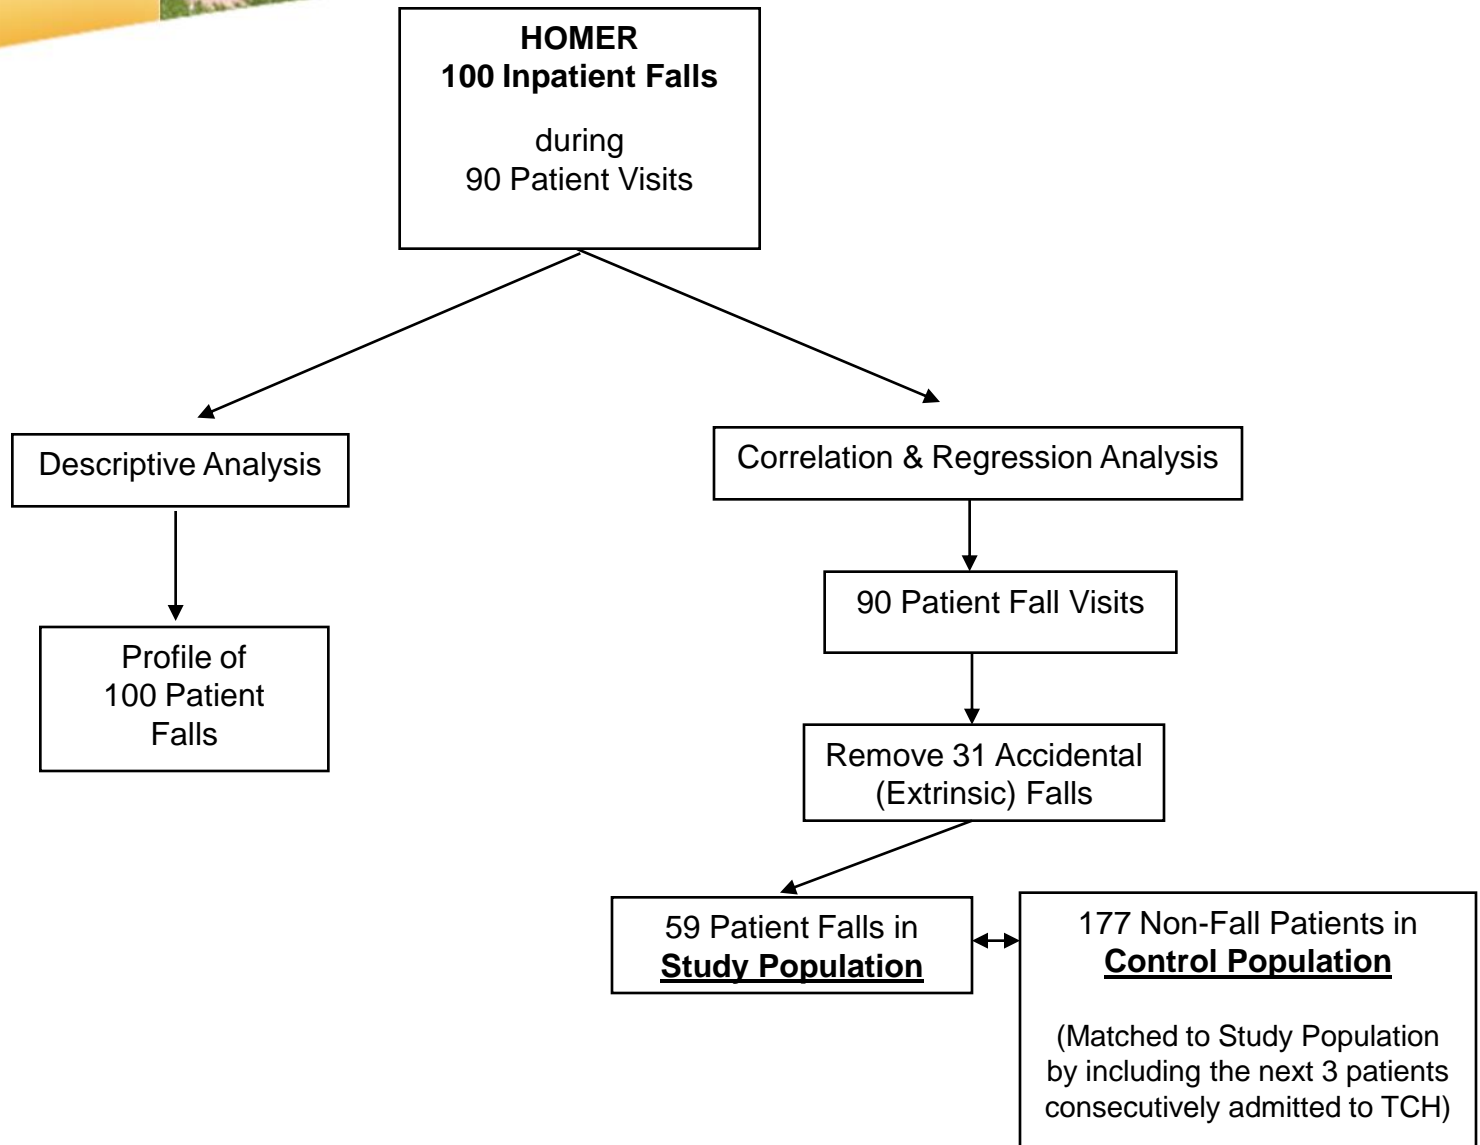 HOMER
100 Inpatient Falls
during
90 Patient Visits
Descriptive Analysis
Correlation & Regression Analysis
90 Patient Fall Visits
Profile of
100 Patient
Falls
Remove 31 Accidental
(Extrinsic) Falls
59 Patient Falls in
Study Population
177 Non-Fall Patients in
Control Population
(Matched to Study Population
by including the next 3 patients
consecutively admitted to TCH)